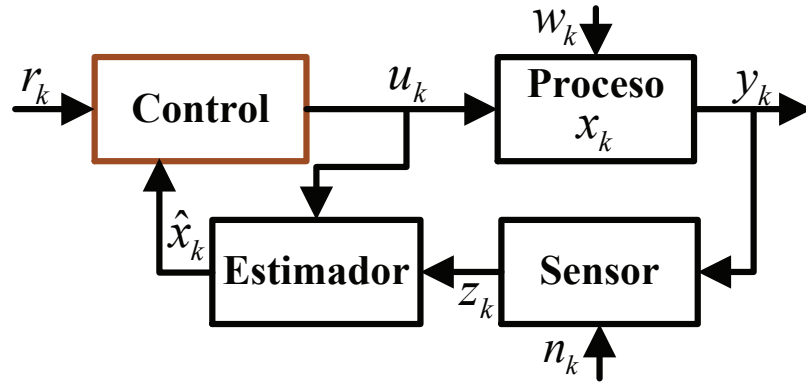 w_k
r_k
Control
u_k
Proceso
x_k
y_k
x̂_k
Estimador
z_k
Sensor
n_k